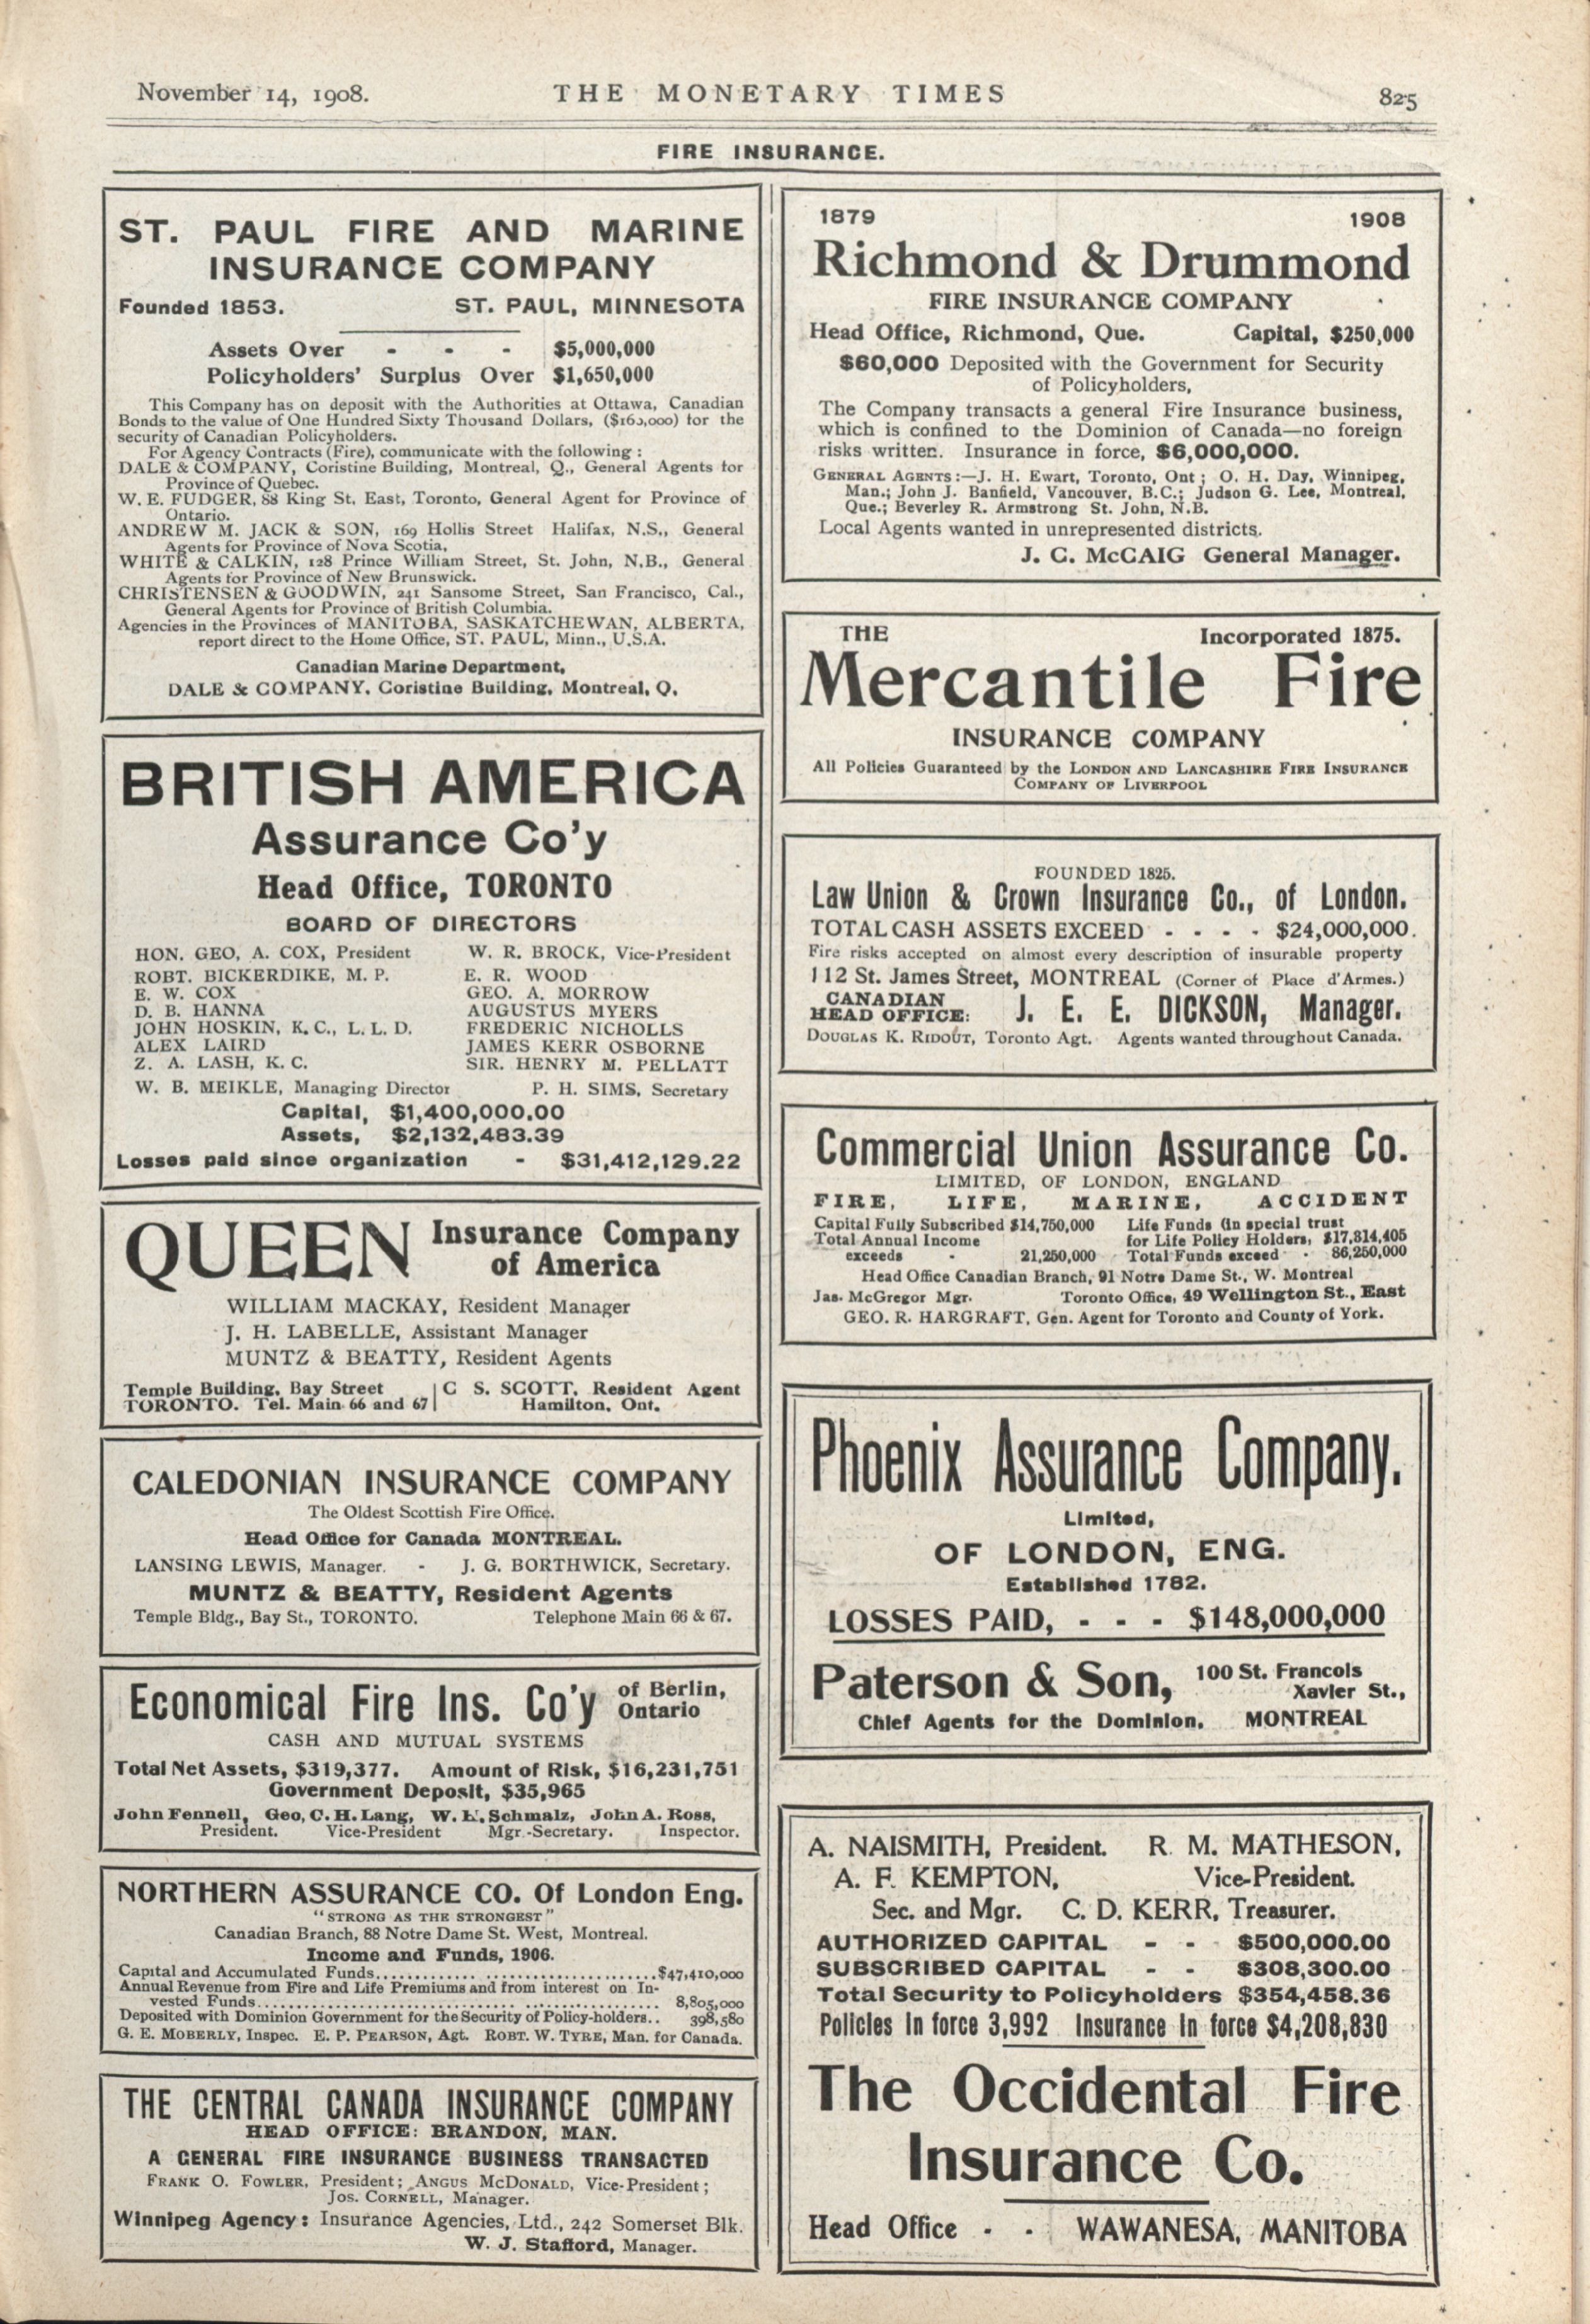 November 14, 1908.
THE MONETARY TIMES
825
FIRE INSURANCE.
ST. PAUL FIRE AND MARINE
INSURANCE COMPANY
Founded 1853. ST. PAUL, MINNESOTA
Assets Over - - - $5,000,000
Policyholders' Surplus Over $1,650,000
This Company has on deposit with the Authorities at Ottawa, Canadian
Bonds to the value of One Hundred Sixty Thousand Dollars, ($160,000) for the
security of Canadian Policyholders.
For Agency Contracts (Fire), communicate with the following :
DALE & COMPANY, Coristine Building, Montreal, Q., General Agents for
Province of Quebec.
W. E. FUDGER, 88 King St. East, Toronto, General Agent for Province of
Ontario.
ANDREW M. JACK & SON, 169 Hollis Street Halifax, N.S., General
Agents for Province of Nova Scotia,
WHITE & CALKIN, 128 Prince William Street, St. John, N.B., General
Agents for Province of New Brunswick.
CHRISTENSEN & GOODWIN, 241 Sansome Street, San Francisco, Cal.,
General Agents for Province of British Columbia.
Agencies in the Provinces of MANITOBA, SASKATCHEWAN, ALBERTA,
report direct to the Home Office, ST. PAUL, Minn., U.S.A.
Canadian Marine Department,
DALE & COMPANY, Coristine Building, Montreal, Q.
BRITISH AMERICA
Assurance Co'y
Head Office, TORONTO
BOARD OF DIRECTORS
HON. GEO, A. COX, President W. R. BROCK, Vice-President
ROBT. BICKERDIKE, M. P. E. R. WOOD
E. W. COX GEO. A. MORROW
D. B. HANNA AUGUSTUS MYERS
JOHN HOSKIN, K. C., L. L. D. FREDERIC NICHOLLS
ALEX LAIRD JAMES KERR OSBORNE
Z. A. LASH, K. C. SIR. HENRY M. PELLATT
W. B. MEIKLE, Managing Director P. H. SIMS, Secretary
Capital, $1,400,000.00
Assets, $2,132,483.39
Losses paid since organization - $31,412,129.22
QUEEN Insurance Company
of America
WILLIAM MACKAY, Resident Manager
J. H. LABELLE, Assistant Manager
MUNTZ & BEATTY, Resident Agents
Temple Building, Bay Street C S. SCOTT, Resident Agent
TORONTO. Tel. Main 66 and 67 Hamilton, Ont.
CALEDONIAN INSURANCE COMPANY
The Oldest Scottish Fire Office.
Head Office for Canada MONTREAL.
LANSING LEWIS, Manager. - J. G. BORTHWICK, Secretary.
MUNTZ & BEATTY, Resident Agents
Temple Bldg., Bay St., TORONTO. Telephone Main 66 & 67.
Economical Fire Ins. Co'y of Berlin,
Ontario
CASH AND MUTUAL SYSTEMS
Total Net Assets, $319,377. Amount of Risk, $16,231,751
Government Deposit, $35,965
John Fennell, Geo, C. H. Lang, W. H. Schmalz, John A. Ross,
President. Vice-President Mgr.-Secretary. Inspector.
NORTHERN ASSURANCE CO. Of London Eng.
"STRONG AS THE STRONGEST"
Canadian Branch, 88 Notre Dame St. West, Montreal.
Income and Funds, 1906.
Capital and Accumulated Funds.................................$47,410,000
Annual Revenue from Fire and Life Premiums and from interest on In-
vested Funds................................................ 8,805,000
Deposited with Dominion Government for the Security of Policy-holders.. 398,580
G. E. MOBERLY, Inspec. E. P. PEARSON, Agt. ROBT. W. TYRE, Man. for Canada.
THE CENTRAL CANADA INSURANCE COMPANY
HEAD OFFICE: BRANDON, MAN.
A GENERAL FIRE INSURANCE BUSINESS TRANSACTED
FRANK O. FOWLER, President; ANGUS MCDONALD, Vice-President;
JOS. CORNELL, Manager.
Winnipeg Agency: Insurance Agencies, Ltd., 242 Somerset Blk.
W. J. Stafford, Manager.
1879 1908
Richmond & Drummond
FIRE INSURANCE COMPANY
Head Office, Richmond, Que. Capital, $250,000
$60,000 Deposited with the Government for Security
of Policyholders,
The Company transacts a general Fire Insurance business,
which is confined to the Dominion of Canada—no foreign
risks written. Insurance in force, $6,000,000.
GENERAL AGENTS:—J. H. Ewart, Toronto, Ont; O. H. Day, Winnipeg,
Man.; John J. Banfield, Vancouver, B.C.; Judson G. Lee, Montreal,
Que.; Beverley R. Armstrong St. John, N.B.
Local Agents wanted in unrepresented districts.
J. C. McCAIG General Manager.
THE Incorporated 1875.
Mercantile Fire
INSURANCE COMPANY
All Policies Guaranteed by the LONDON AND LANCASHIRE FIRE INSURANCE
COMPANY OF LIVERPOOL
FOUNDED 1825.
Law Union & Crown Insurance Co., of London.
TOTAL CASH ASSETS EXCEED - - - - $24,000,000.
Fire risks accepted on almost every description of insurable property
112 St. James Street, MONTREAL (Corner of Place d'Armes.)
CANADIAN
HEAD OFFICE: J. E. E. DICKSON, Manager.
DOUGLAS K. RIDOUT, Toronto Agt. Agents wanted throughout Canada.
Commercial Union Assurance Co.
LIMITED, OF LONDON, ENGLAND
FIRE, LIFE, MARINE, ACCIDENT
Capital Fully Subscribed $14,750,000 Life Funds (in special trust
Total Annual Income for Life Policy Holders, $17,314,405
exceeds - 21,250,000 Total Funds exceed - 86,250,000
Head Office Canadian Branch, 91 Notre Dame St., W. Montreal
Jas. McGregor Mgr. Toronto Office, 49 Wellington St., East
GEO. R. HARGRAFT, Gen. Agent for Toronto and County of York.
Phoenix Assurance Company.
Limited,
OF LONDON, ENG.
Established 1782.
LOSSES PAID, - - - $148,000,000
Paterson & Son, 100 St. Francois
Xavier St.,
Chief Agents for the Dominion. MONTREAL
A. NAISMITH, President. R. M. MATHESON,
A. F. KEMPTON, Vice-President.
Sec. and Mgr. C. D. KERR, Treasurer.
AUTHORIZED CAPITAL - - $500,000.00
SUBSCRIBED CAPITAL - - $308,300.00
Total Security to Policyholders $354,458.36
Policies in force 3,992 Insurance in force $4,208,830
The Occidental Fire
Insurance Co.
Head Office - - WAWANESA, MANITOBA